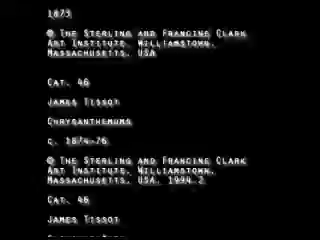 1873
© The Sterling and Francine Clark
Art Institute, Williamstown,
Massachusetts, USA
Cat. 46
James Tissot
Chrysanthemums
c. 1874-76
© The Sterling and Francine Clark
Art Institute, Williamstown,
Massachusetts, USA, 1994.2
Cat. 46
James Tissot